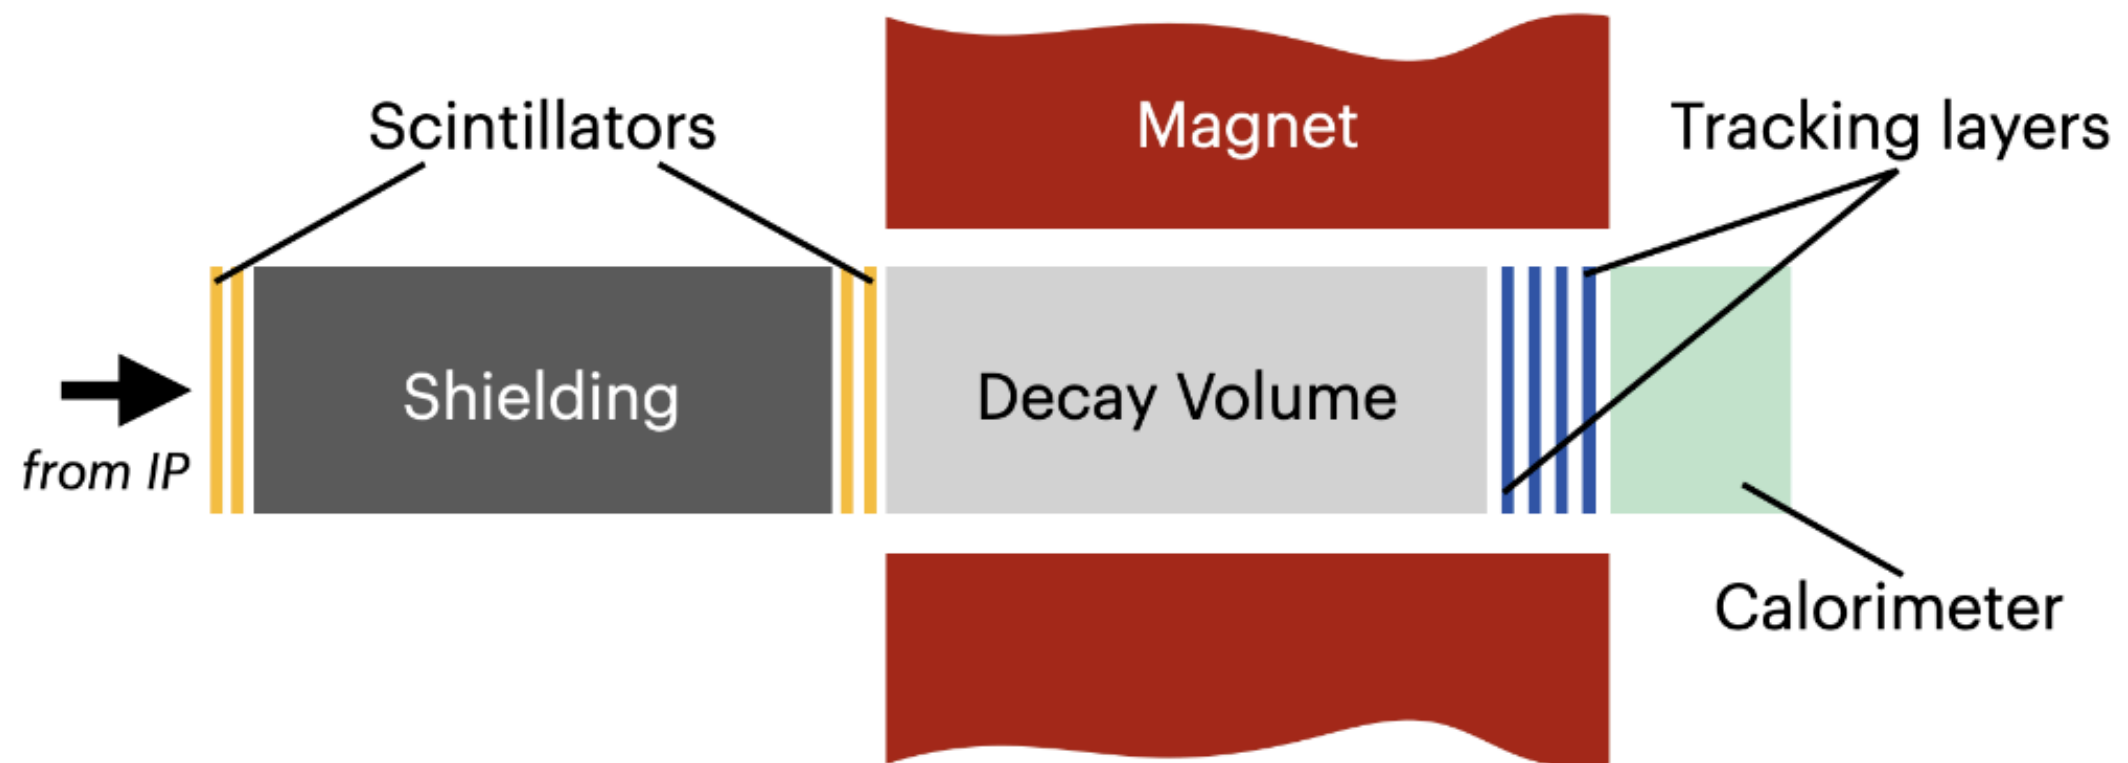 Scintillators
Magnet
Tracking layers
Shielding
Decay Volume
from IP
Calorimeter